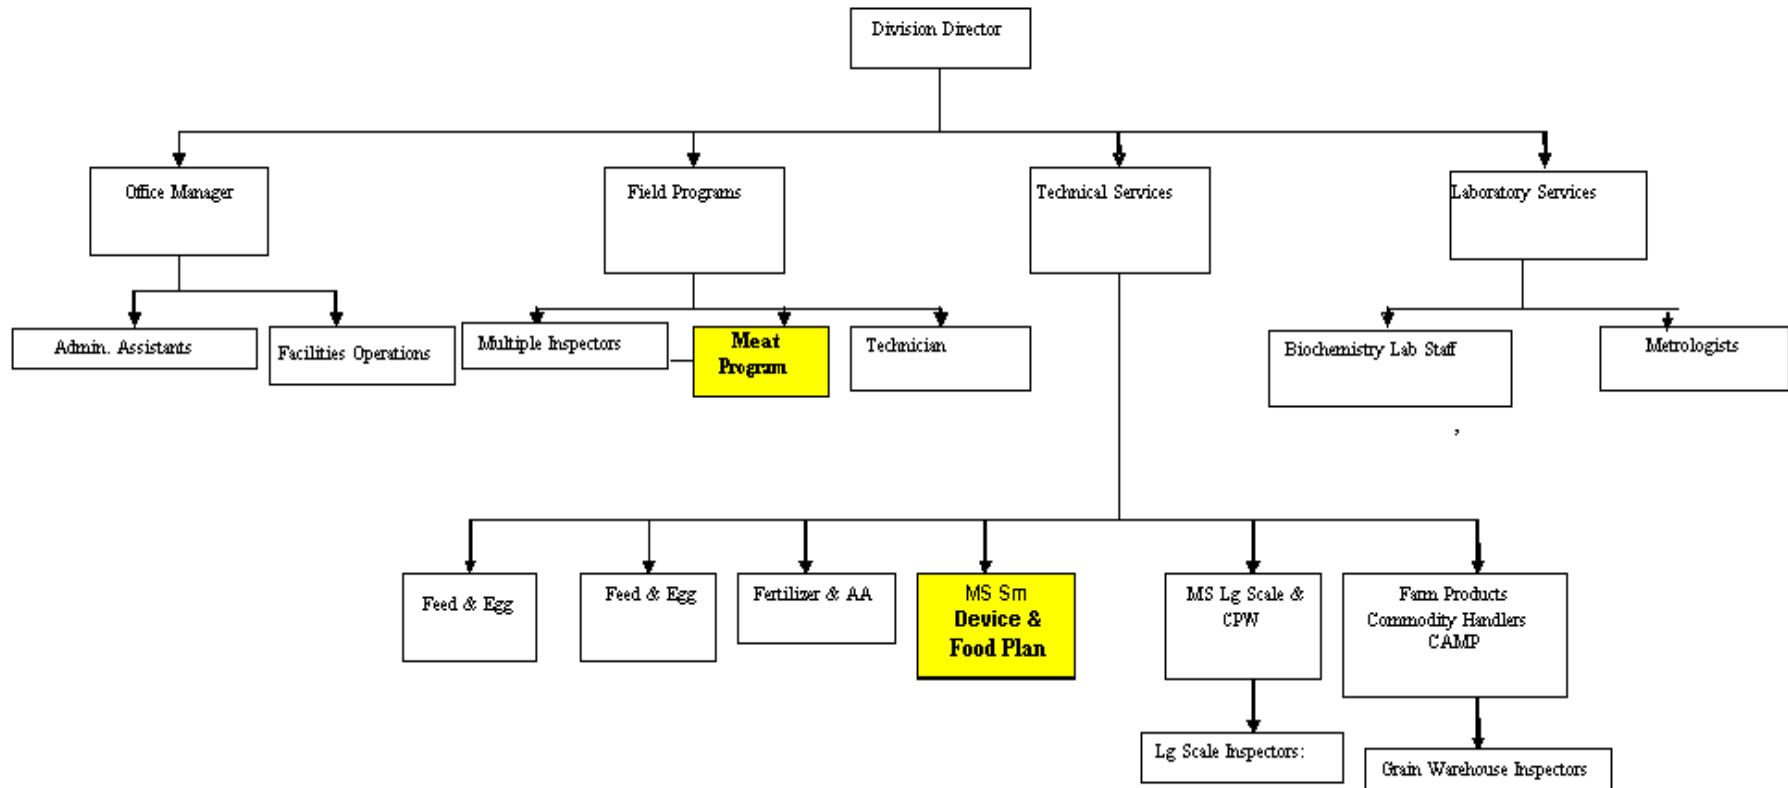 Division Director
Office Manager
Field Programs
Technical Services
Laboratory Services
Admin. Assistants
Facilities Operations
Multiple Inspectors
Meat
Program
Technician
Biochemistry Lab Staff
Metrologists
,
Feed & Egg
Feed & Egg
Fertilizer & AA
MS Sm
Device &
Food Plan
MS Lg Scale &
CPW
Farm Products
Commodity Handlers
CAMP
Lg Scale Inspectors:
Grain Warehouse Inspectors